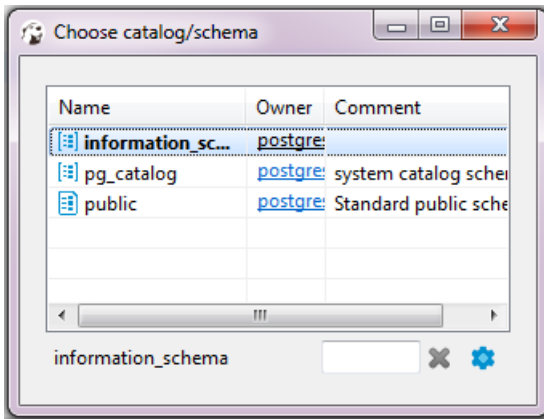 Choose catalog/schema
Name Owner Comment
information_sc... postgres
pg_catalog postgres system catalog schem
public postgres Standard public sche
information_schema